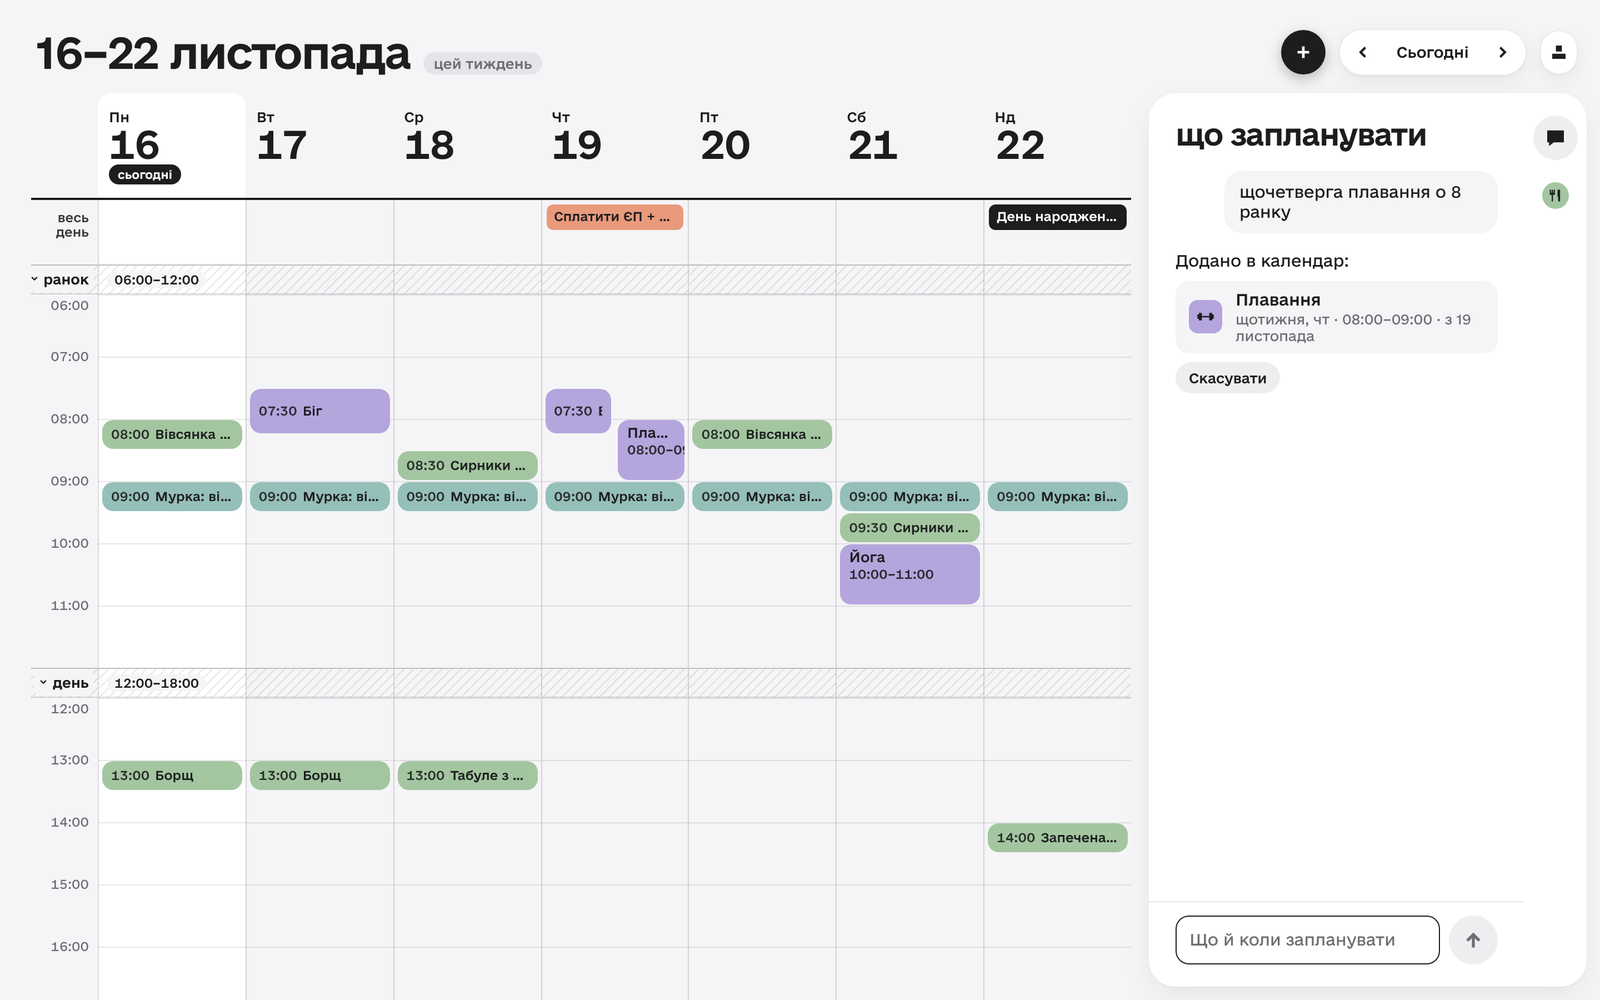 16–22 листопада
цей тиждень
+
Сьогодні
Пн
16
сьогодні
Вт
17
Ср
18
Чт
19
Пт
20
Сб
21
Нд
22
весь
день
Сплатити ЄП + ...
День народжен...
ранок
06:00–12:00
06:00
07:00
08:00
09:00
10:00
11:00
08:00 Вівсянка ...
09:00 Мурка: ві...
07:30 Біг
09:00 Мурка: ві...
08:30 Сирники ...
09:00 Мурка: ві...
07:30
Пла...
08:00–09
09:00 Мурка: ві...
08:00 Вівсянка ...
09:00 Мурка: ві...
09:00 Мурка: ві...
09:30 Сирники ...
Йога
10:00–11:00
09:00 Мурка: ві...
день
12:00–18:00
12:00
13:00
14:00
15:00
16:00
13:00 Борщ
13:00 Борщ
13:00 Табуле з ...
14:00 Запечена...
що запланувати
щочетверга плавання о 8
ранку
Додано в календар:
Плавання
щотижня, чт · 08:00–09:00 · з 19
листопада
Скасувати
Що й коли запланувати